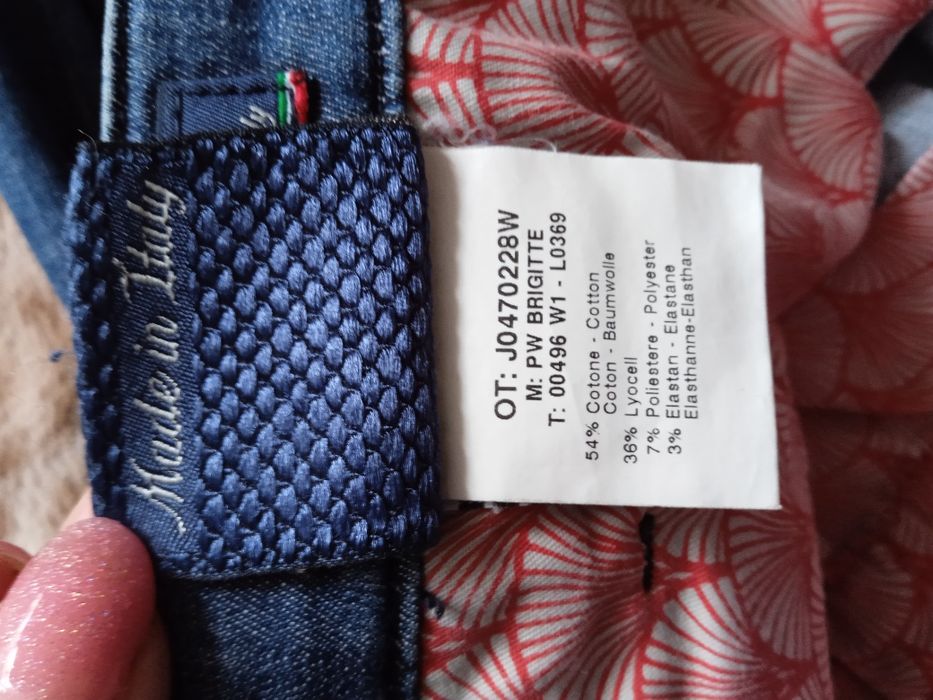 Made in Italy
OT: J0470228W
M: PW BRIGITTE
T: 00496 W1 - L0369
54% Cotone - Cotton
Coton - Baumwolle
36% Lyocell
7% Poliestere - Polyester
3% Elastan - Elastane
Elasthanne-Elasthan